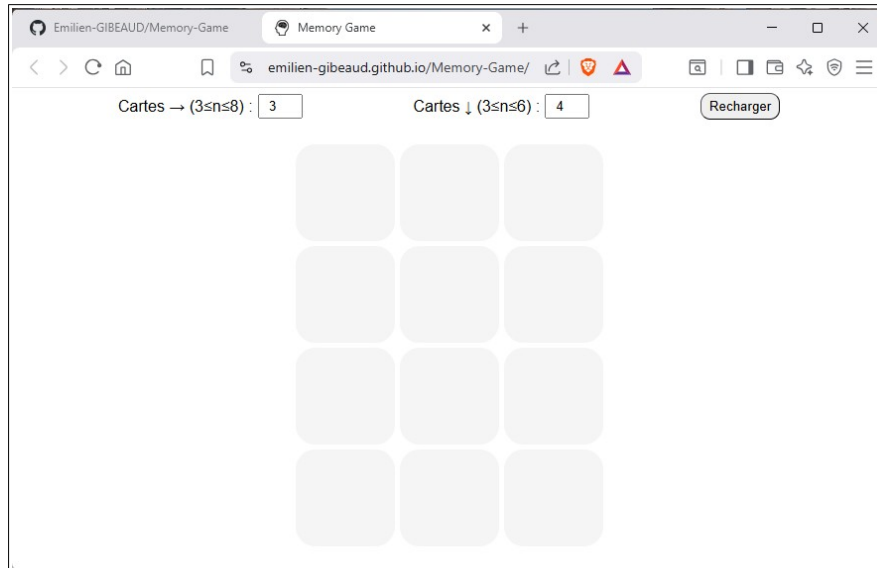 Emilien-GIBEAUD/Memory-Game
Memory Game
emilien-gibeaud.github.io/Memory-Game/
Cartes → (3≤n≤8) : 3
Cartes ↓ (3≤n≤6) : 4
Recharger